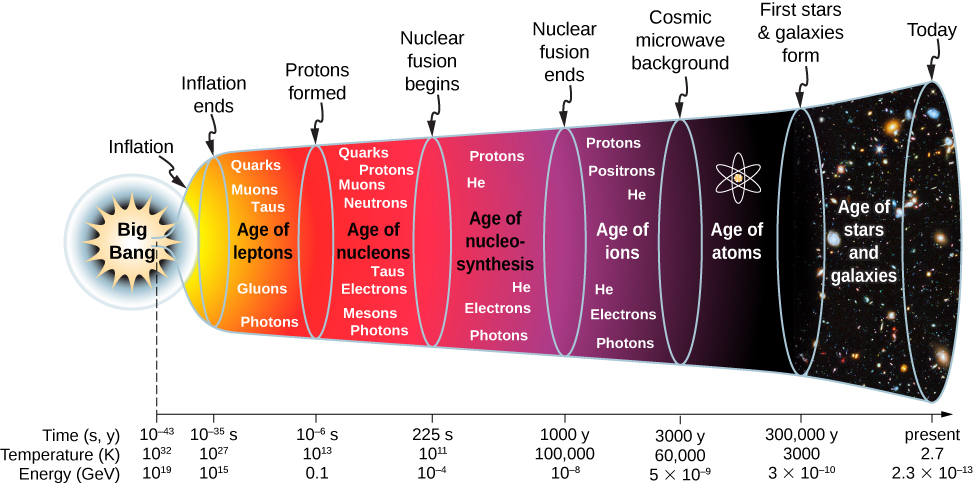 Inflation
Inflation
ends
Protons
formed
Nuclear
fusion
begins
Nuclear
fusion
ends
Cosmic
microwave
background
First stars
& galaxies
form
Today
Big
Bang
Quarks
Muons
Taus
Age of
leptons
Gluons
Photons
Quarks
Protons
Muons
Neutrons
Age of
nucleons
Taus
Electrons
Mesons
Photons
Protons
He
Age of
nucleo-
synthesis
He
Electrons
Photons
Protons
Positrons
He
Age of
ions
He
Electrons
Photons
Age of
atoms
Age of
stars
and
galaxies
Time (s, y) 10⁻⁴³ 10⁻³⁵ s 10⁻⁶ s 225 s 1000 y 3000 y 300,000 y present
Temperature (K) 10³² 10²⁷ 10¹³ 10¹¹ 100,000 60,000 3000 2.7
Energy (GeV) 10¹⁹ 10¹⁵ 0.1 10⁻⁴ 10⁻⁸ 5 × 10⁻⁹ 3 × 10⁻¹⁰ 2.3 × 10⁻¹³